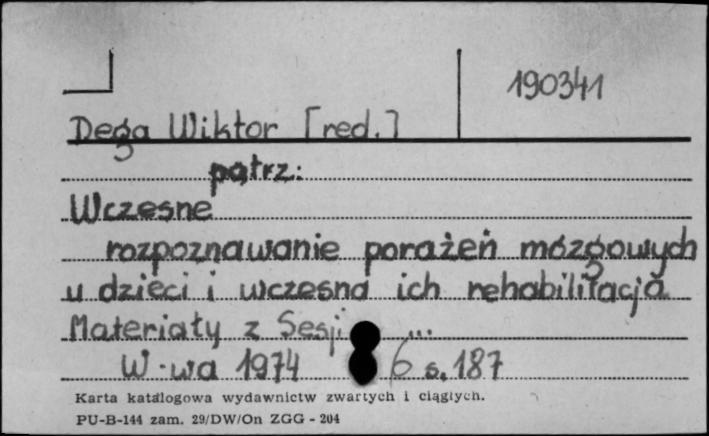 190341
Dega Wiktor [red.]
patrz:
Wczesne
rozpoznawanie porażeń mózgowych
u dzieci i wczesna ich rehabilitacja
Materiały z Sesji ...
W-wa 1974 6 s. 187
Karta katalogowa wydawnictw zwartych i ciągłych.
PU-B-144 zam. 29/DW/On ZGG - 204